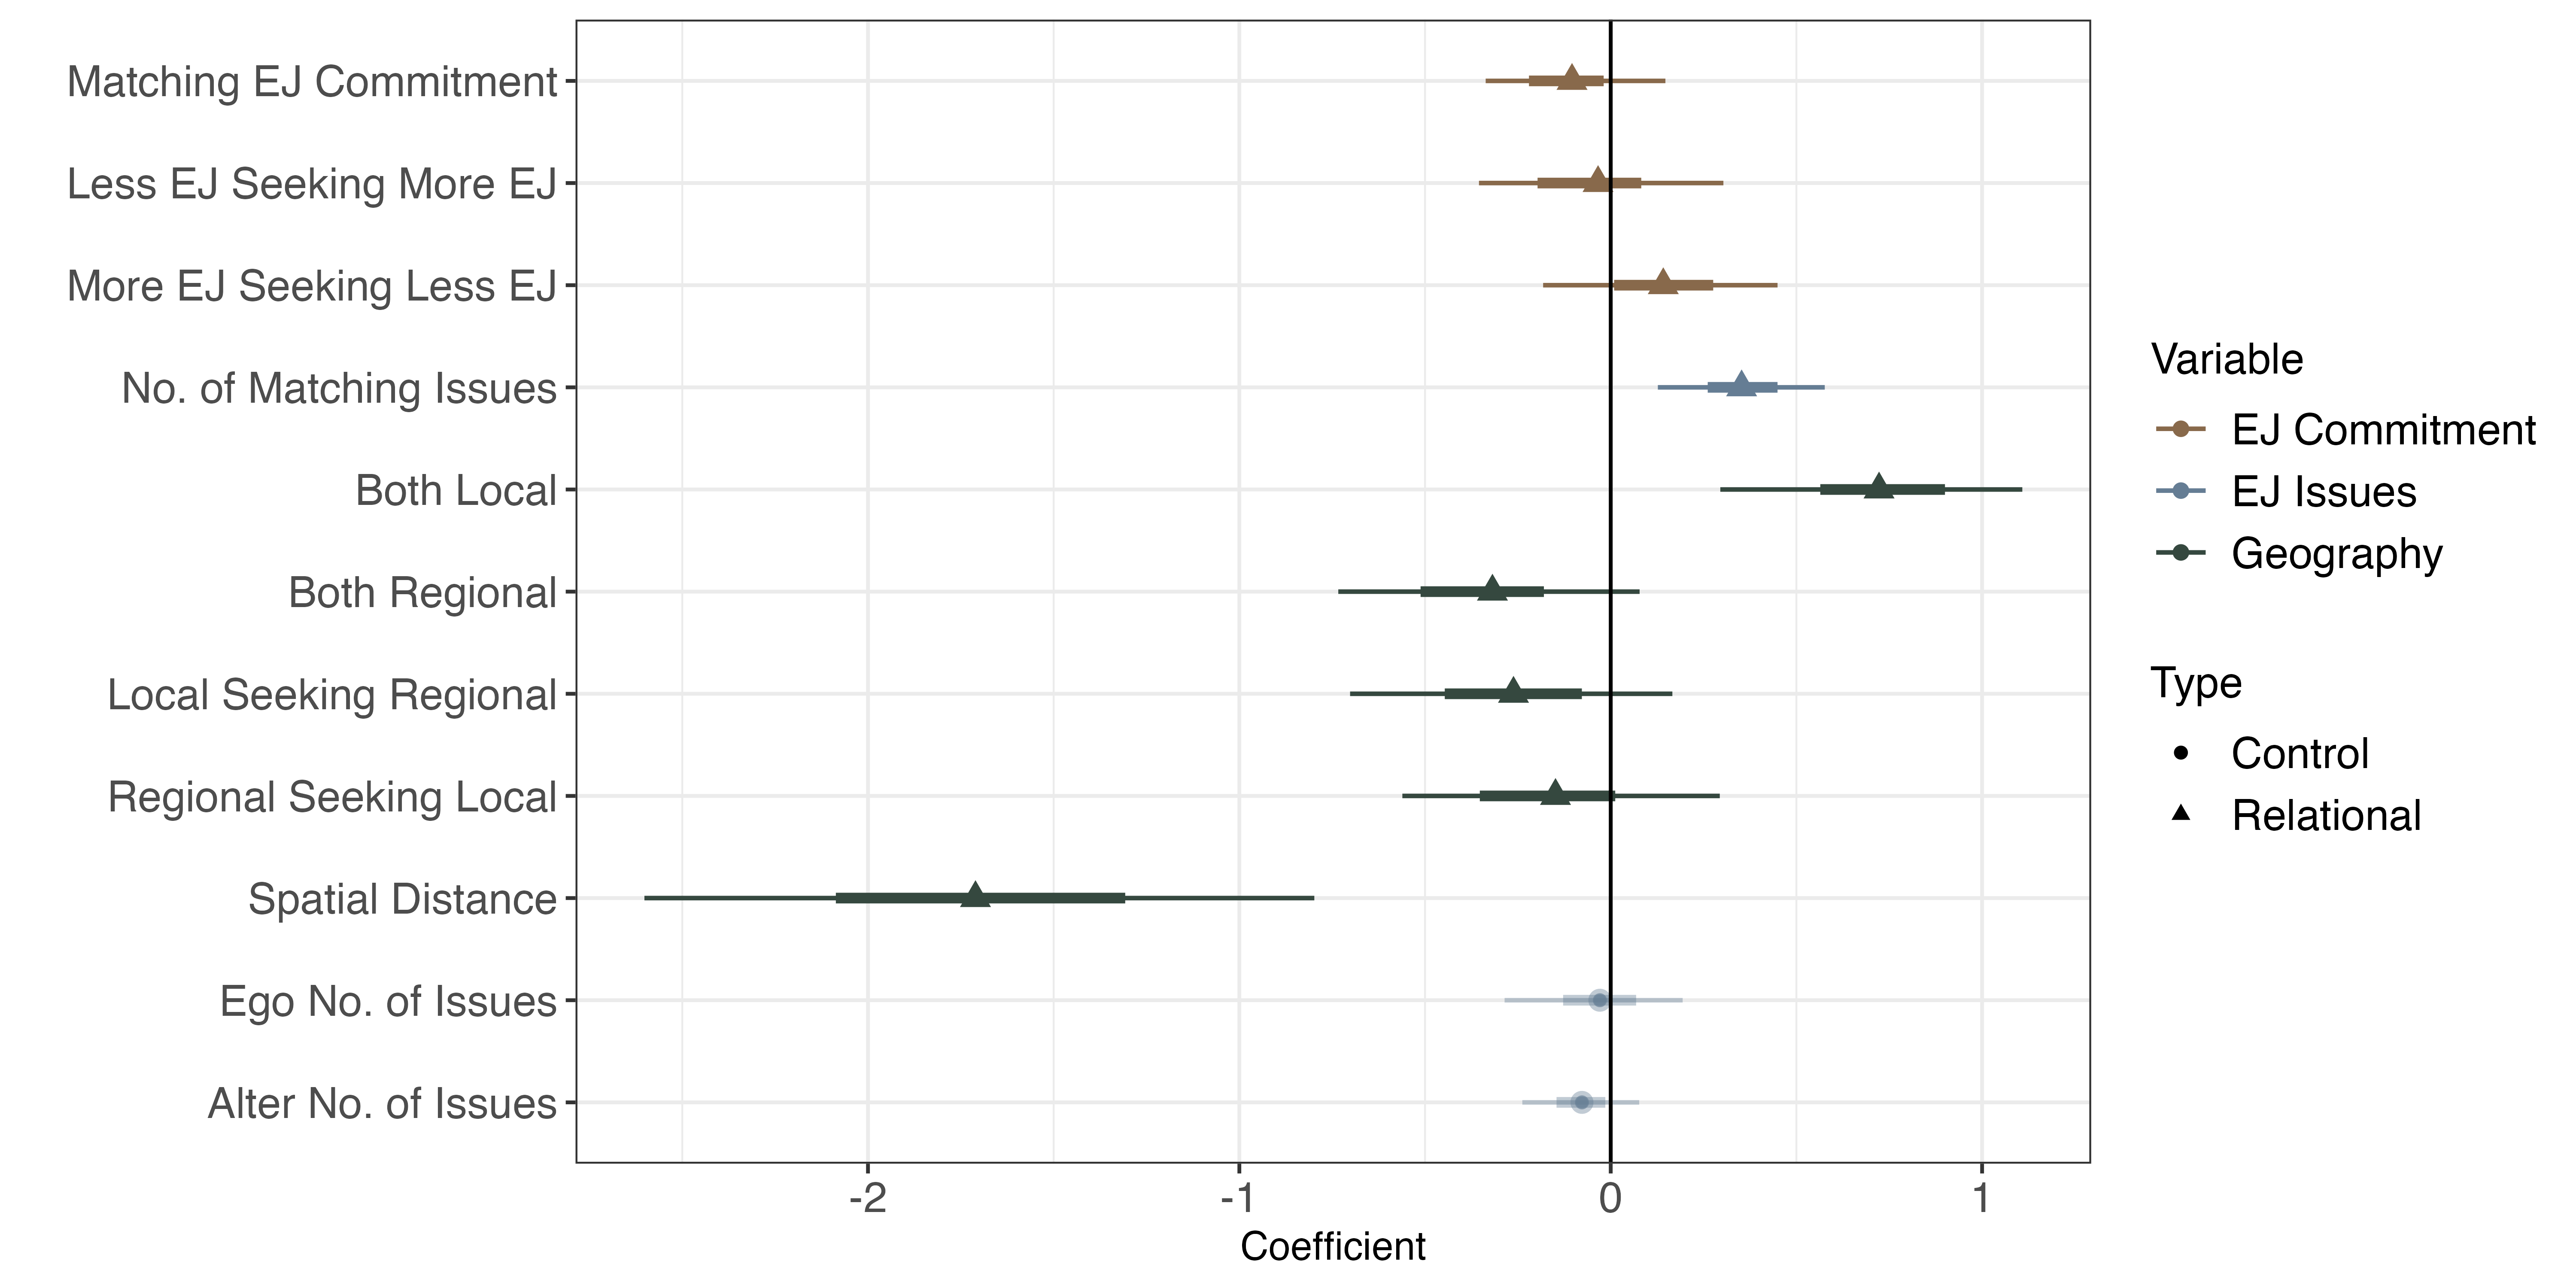 Matching EJ Commitment
Less EJ Seeking More EJ
More EJ Seeking Less EJ
No. of Matching Issues
Both Local
Both Regional
Local Seeking Regional
Regional Seeking Local
Spatial Distance
Ego No. of Issues
Alter No. of Issues
-2 -1 0 1
Coefficient
Variable
EJ Commitment
EJ Issues
Geography
Type
Control
Relational